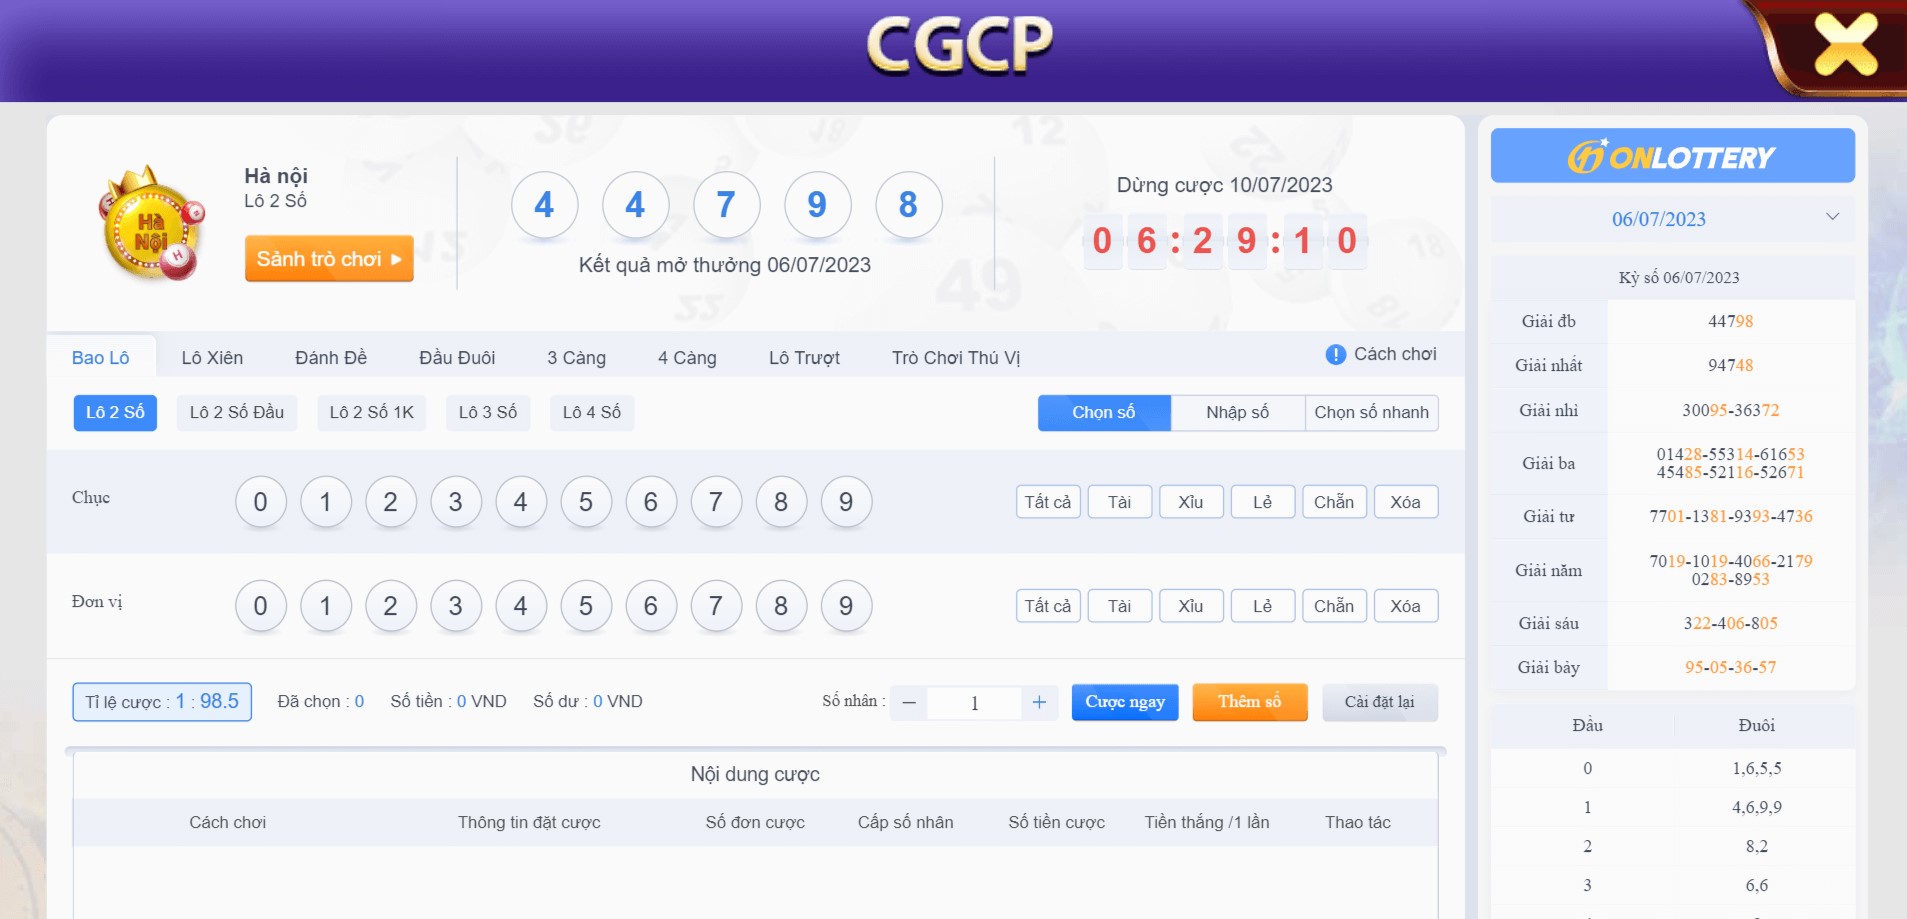 CGCP
Hà nội
Lô 2 Số
Hà
Nội
Sảnh trò chơi
4 4 7 9 8
Kết quả mở thưởng 06/07/2023
Dừng cược 10/07/2023
06:29:10
Bao Lô Lô Xiên Đánh Đề Đầu Đuôi 3 Càng 4 Càng Lô Trượt Trò Chơi Thú Vị Cách chơi
Lô 2 Số Lô 2 Số Đầu Lô 2 Số 1K Lô 3 Số Lô 4 Số Chọn số Nhập số Chọn số nhanh
Chục 0 1 2 3 4 5 6 7 8 9 Tất cả Tài Xỉu Lẻ Chẵn Xóa
Đơn vị 0 1 2 3 4 5 6 7 8 9 Tất cả Tài Xỉu Lẻ Chẵn Xóa
Tỉ lệ cược : 1 : 98.5 Đã chọn : 0 Số tiền : 0 VND Số dư : 0 VND Số nhân : − 1 + Cược ngay Thêm số Cài đặt lại
Nội dung cược
Cách chơi Thông tin đặt cược Số đơn cược Cấp số nhân Số tiền cược Tiền thắng /1 lần Thao tác
ONLOTTERY
06/07/2023
Kỳ số 06/07/2023
Giải đb 44798
Giải nhất 94748
Giải nhì 30095-36372
Giải ba 01428-55314-61653
45485-52116-52671
Giải tư 7701-1381-9393-4736
Giải năm 7019-1019-4066-2179
0283-8953
Giải sáu 322-406-805
Giải bảy 95-05-36-57
Đầu Đuôi
0 1,6,5,5
1 4,6,9,9
2 8,2
3 6,6